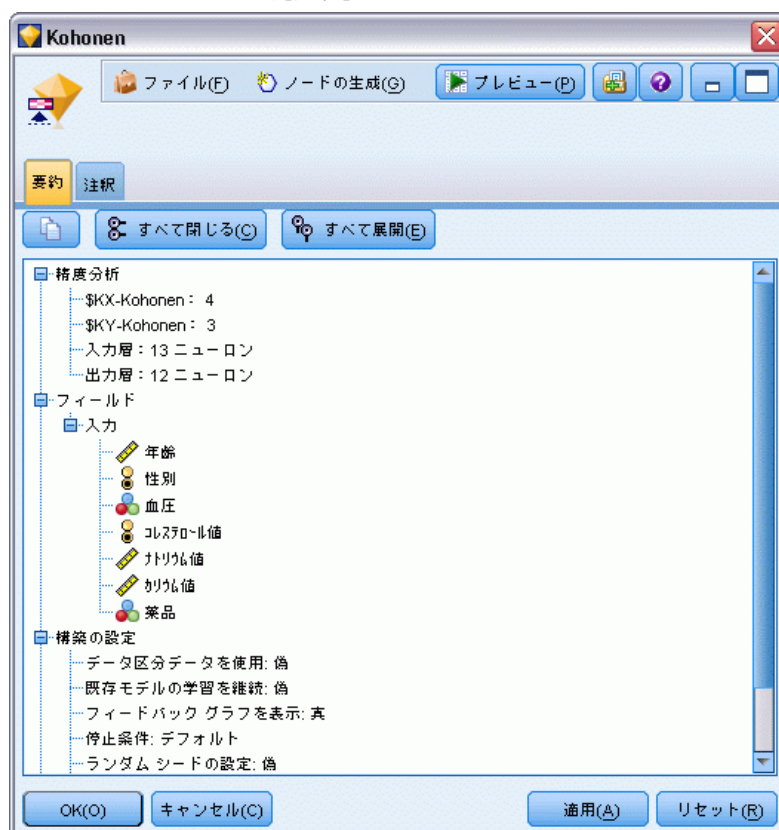 Kohonen
ファイル(F) ノードの生成(G) プレビュー(P)
要約 注釈
すべて閉じる(C) すべて展開(E)
精度分析
$KX-Kohonen： 4
$KY-Kohonen： 3
入力層：13 ニューロン
出力層：12 ニューロン
フィールド
入力
年齢
性別
血圧
ｺﾚｽﾃﾛｰﾙ値
ﾅﾄﾘｳﾑ値
ｶﾘｳﾑ値
薬品
構築の設定
データ区分データを使用: 偽
既存モデルの学習を継続: 偽
フィードバック グラフを表示: 真
停止条件: デフォルト
ランダム シードの設定: 偽
OK(O) キャンセル(C) 適用(A) リセット(R)